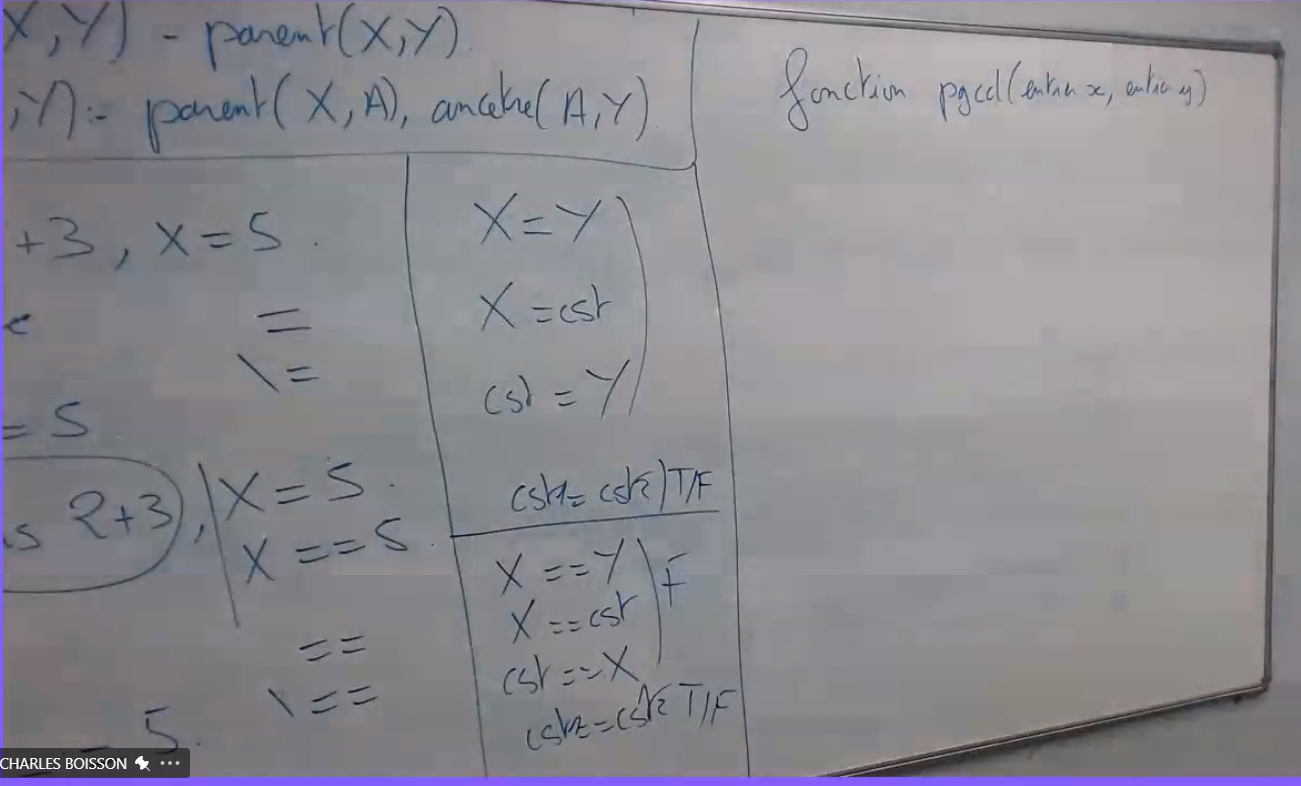 X,Y) - parent(X,Y)
,Y) :- parent(X,A), ancetre(A,Y)
fonction pgcd(entier x, entier y)
+3, X=5.
=
\=
= 5
is 2+3), X=5.
X ==5.
==
\==
= 5.
X=Y
X=cst
cst=Y
cst1=cst2 T/F
X==Y
X==cst
F
cst==X
cst1=cst2 T/F
CHARLES BOISSON